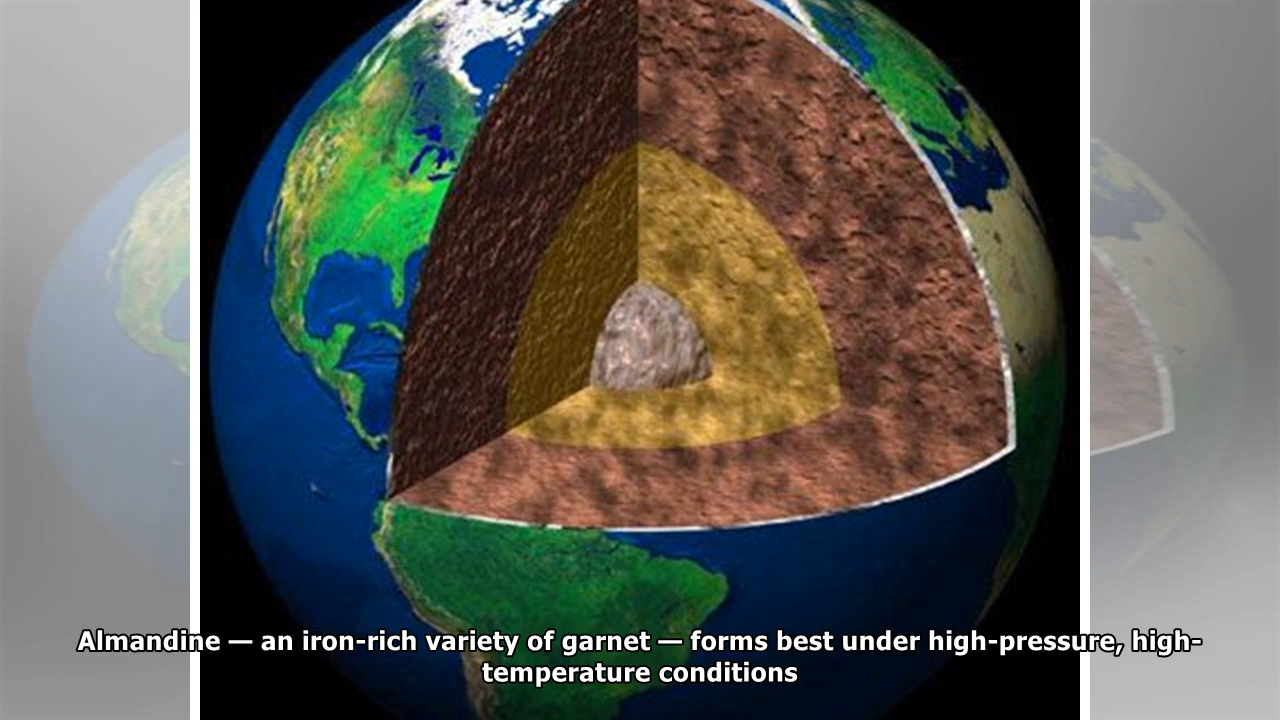 Almandine — an iron-rich variety of garnet — forms best under high-pressure, high-
temperature conditions